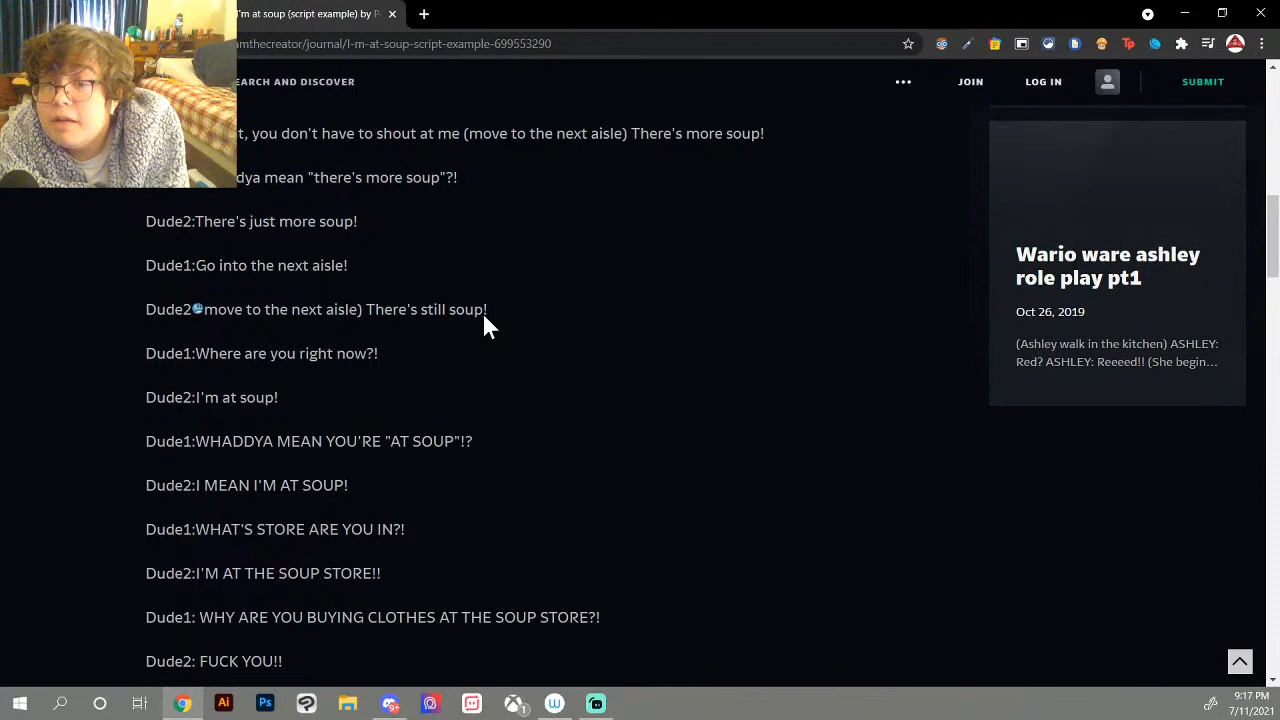 I'm at soup (script example) by P
amthecreator/journal/I-m-at-soup-script-example-699553290
EARCH AND DISCOVER
JOIN
LOG IN
SUBMIT
t, you don't have to shout at me (move to the next aisle) There's more soup!
dya mean "there's more soup"?!
Dude2:There's just more soup!
Dude1:Go into the next aisle!
Dude2 move to the next aisle) There's still soup!
Dude1:Where are you right now?!
Dude2:I'm at soup!
Dude1:WHADDYA MEAN YOU'RE "AT SOUP"!?
Dude2:I MEAN I'M AT SOUP!
Dude1:WHAT'S STORE ARE YOU IN?!
Dude2:I'M AT THE SOUP STORE!!
Dude1: WHY ARE YOU BUYING CLOTHES AT THE SOUP STORE?!
Dude2: FUCK YOU!!
Wario ware ashley
role play pt1
Oct 26, 2019
(Ashley walk in the kitchen) ASHLEY:
Red? ASHLEY: Reeeed!! (She begin...
Ai
Ps
9+
1
9:17 PM
7/11/2021